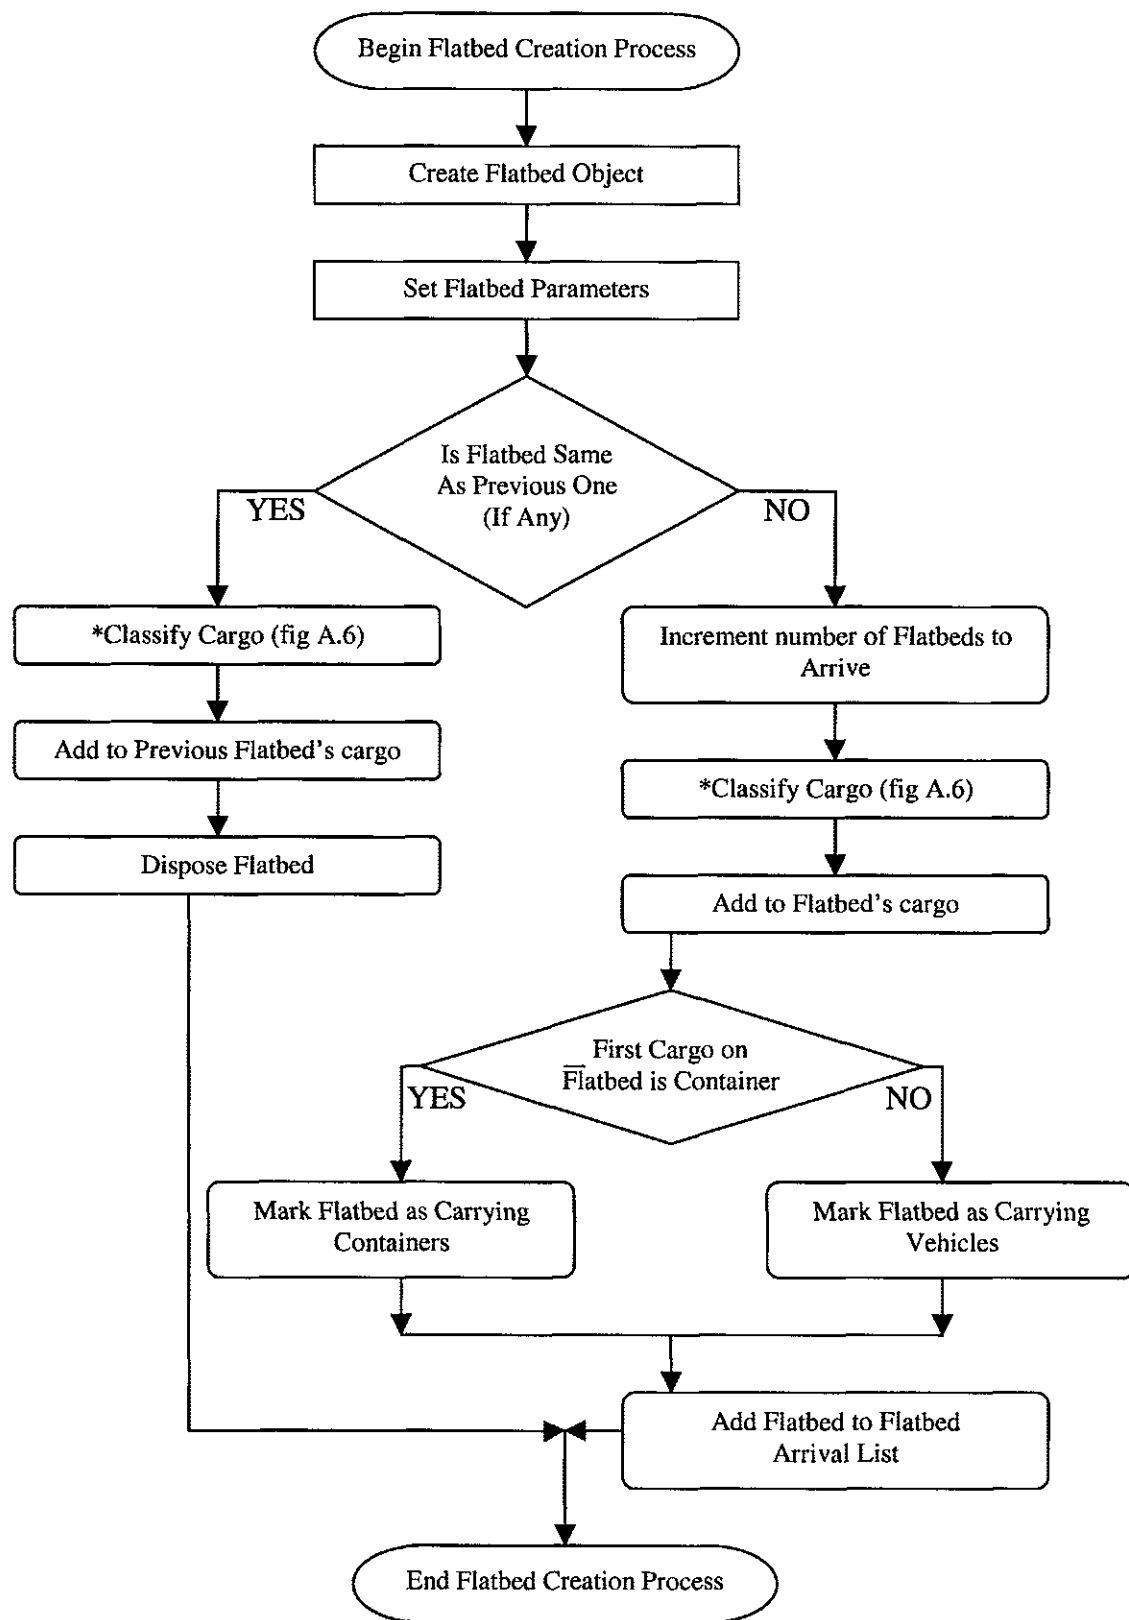 Begin Flatbed Creation Process
Create Flatbed Object
Set Flatbed Parameters
Is Flatbed Same
As Previous One
(If Any)
YES
NO
*Classify Cargo (fig A.6)
Add to Previous Flatbed's cargo
Dispose Flatbed
Increment number of Flatbeds to
Arrive
*Classify Cargo (fig A.6)
Add to Flatbed's cargo
First Cargo on
Flatbed is Container
YES
NO
Mark Flatbed as Carrying
Containers
Mark Flatbed as Carrying
Vehicles
Add Flatbed to Flatbed
Arrival List
End Flatbed Creation Process